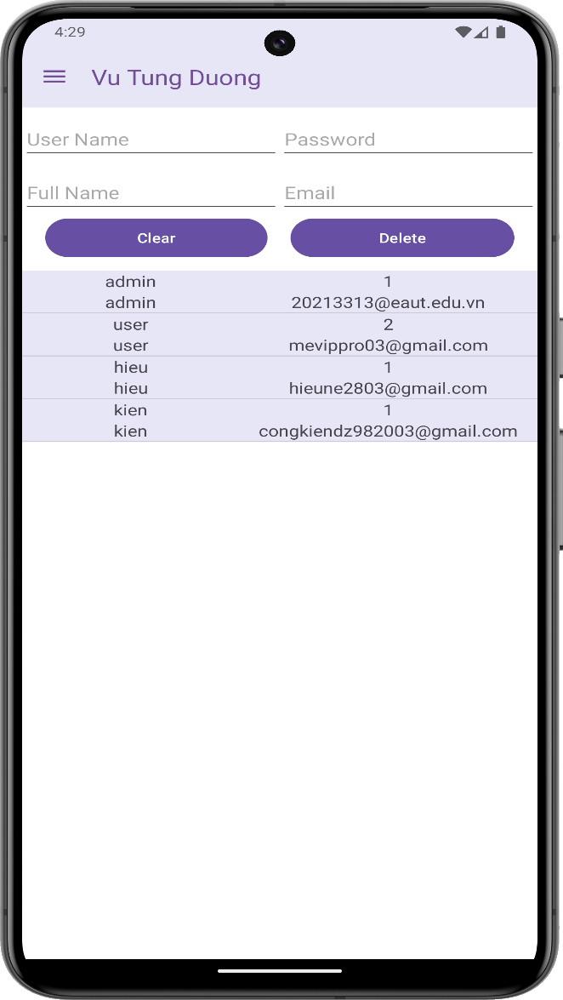 4:29
Vu Tung Duong
User Name Password
Full Name Email
Clear Delete
admin 1
admin 20213313@eaut.edu.vn
user 2
user mevippro03@gmail.com
hieu 1
hieu hieune2803@gmail.com
kien 1
kien congkiendz982003@gmail.com